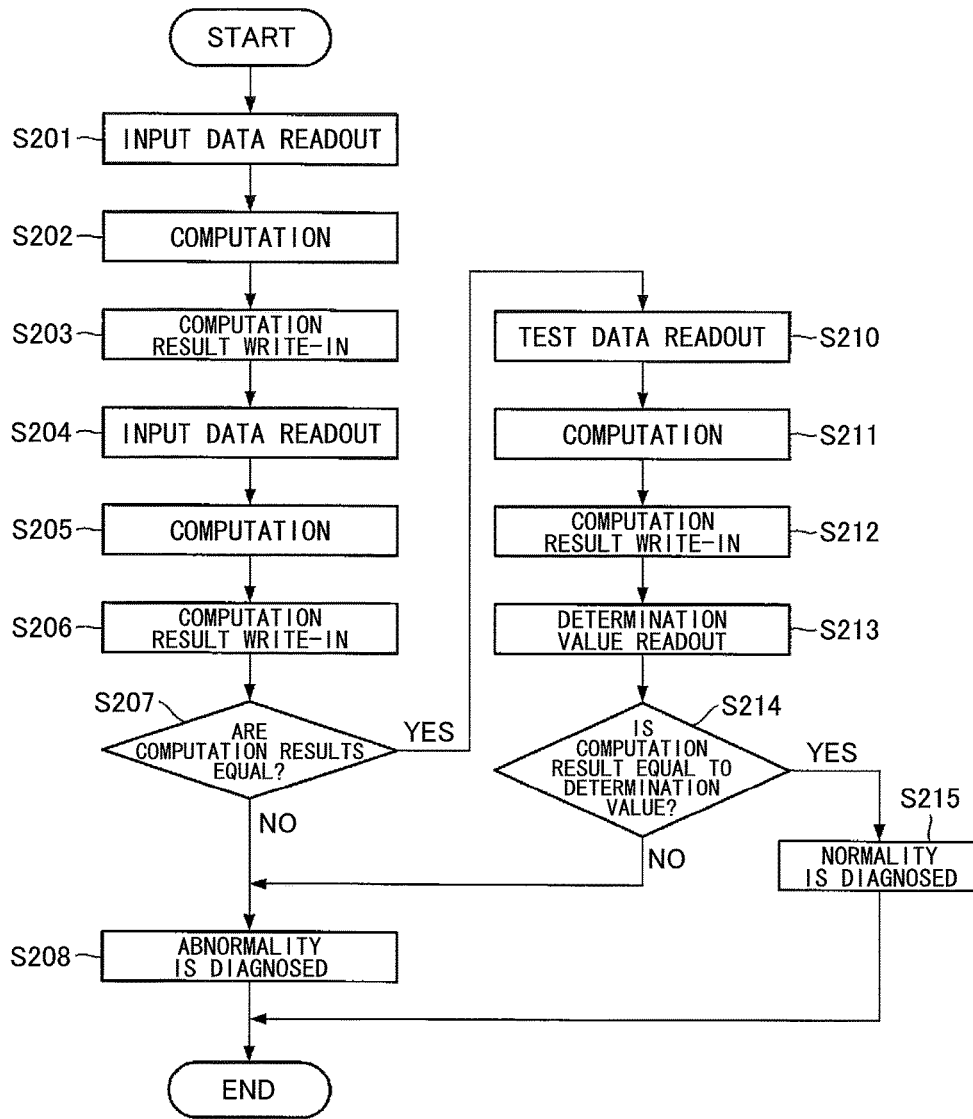 START
S201
INPUT DATA READOUT
S202
COMPUTATION
S203
COMPUTATION
RESULT WRITE-IN
S204
INPUT DATA READOUT
S205
COMPUTATION
S206
COMPUTATION
RESULT WRITE-IN
S207
ARE
COMPUTATION RESULTS
EQUAL?
YES
NO
S208
ABNORMALITY
IS DIAGNOSED
END
TEST DATA READOUT
S210
COMPUTATION
S211
COMPUTATION
RESULT WRITE-IN
S212
DETERMINATION
VALUE READOUT
S213
S214
IS
COMPUTATION
RESULT EQUAL TO
DETERMINATION
VALUE?
YES
NO
S215
NORMALITY
IS DIAGNOSED